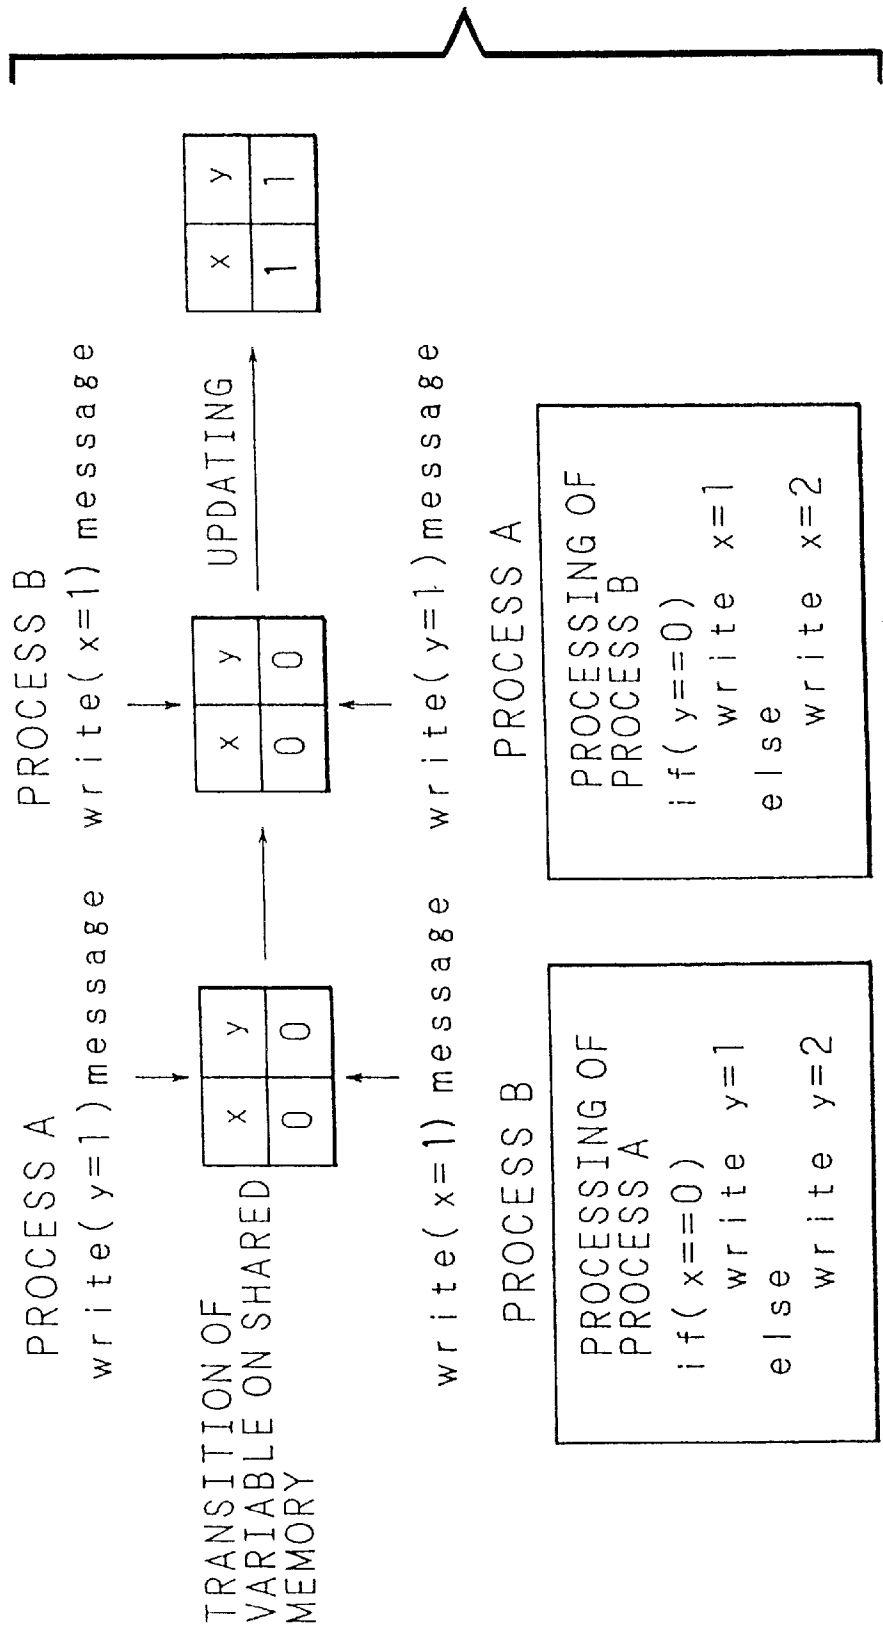 PROCESS A
write(y=1)message
PROCESS B
write(x=1) message
TRANSITION OF
VARIABLE ON SHARED
MEMORY
x y
0 0
x y
0 0
UPDATING
x y
1 1
write(x=1) message
PROCESS B
write(y=1)message
PROCESS A
PROCESSING OF
PROCESS A
if(x==0)
write y=1
else
write y=2
PROCESSING OF
PROCESS B
if(y==0)
write x=1
else
write x=2